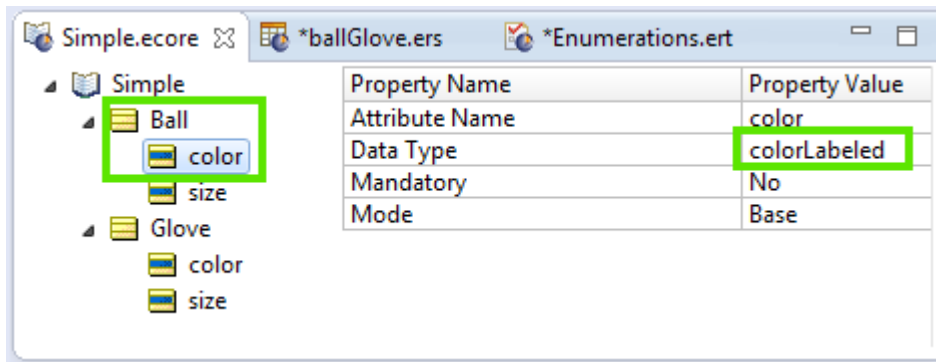 Simple.ecore *ballGlove.ers *Enumerations.ert
Simple
Ball
color
size
Glove
color
size
Property Name Property Value
Attribute Name color
Data Type colorLabeled
Mandatory No
Mode Base